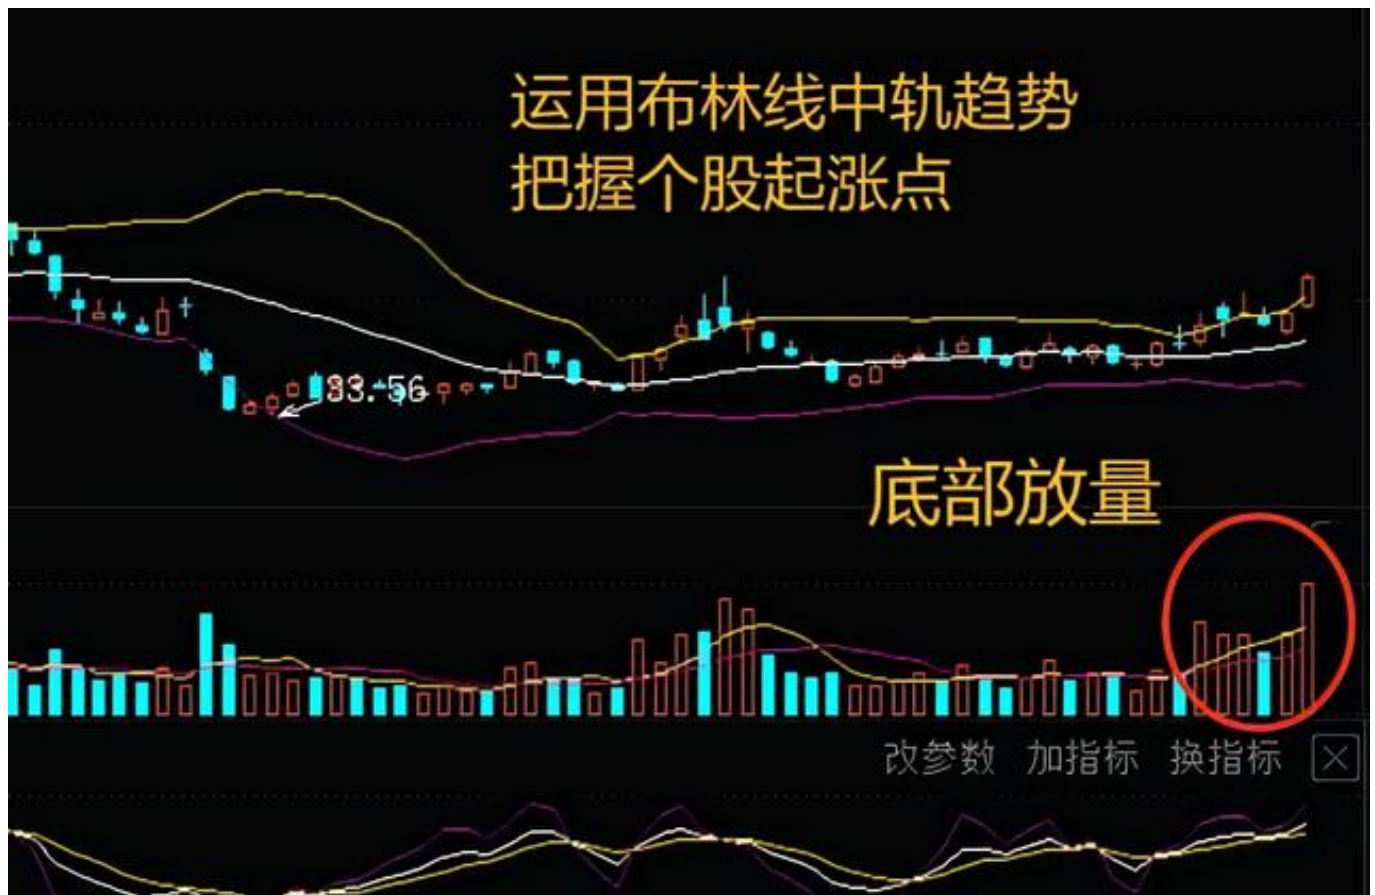 运用布林线中轨趋势
把握个股起涨点
83.56
底部放量
改参数 加指标 换指标